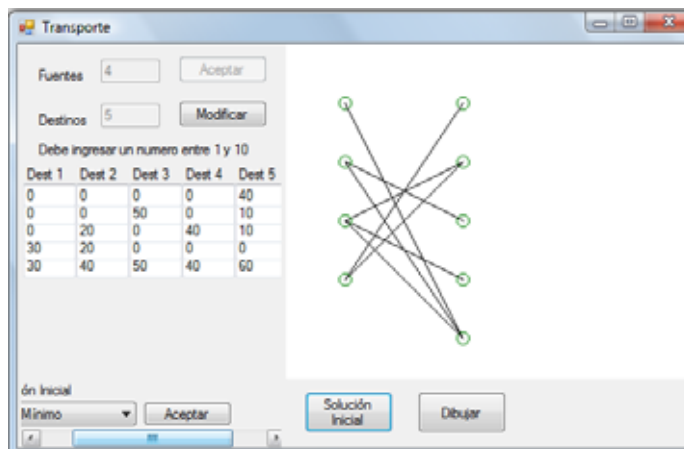 Transporte
Fuentes 4 Aceptar
Destinos 5 Modificar
Debe ingresar un numero entre 1 y 10
Dest 1 Dest 2 Dest 3 Dest 4 Dest 5
0 0 0 0 40
0 0 50 0 10
0 20 0 40 10
30 20 0 0 0
30 40 50 40 60
ón Inicial
Mínimo Aceptar
Solución
Inicial
Dibujar